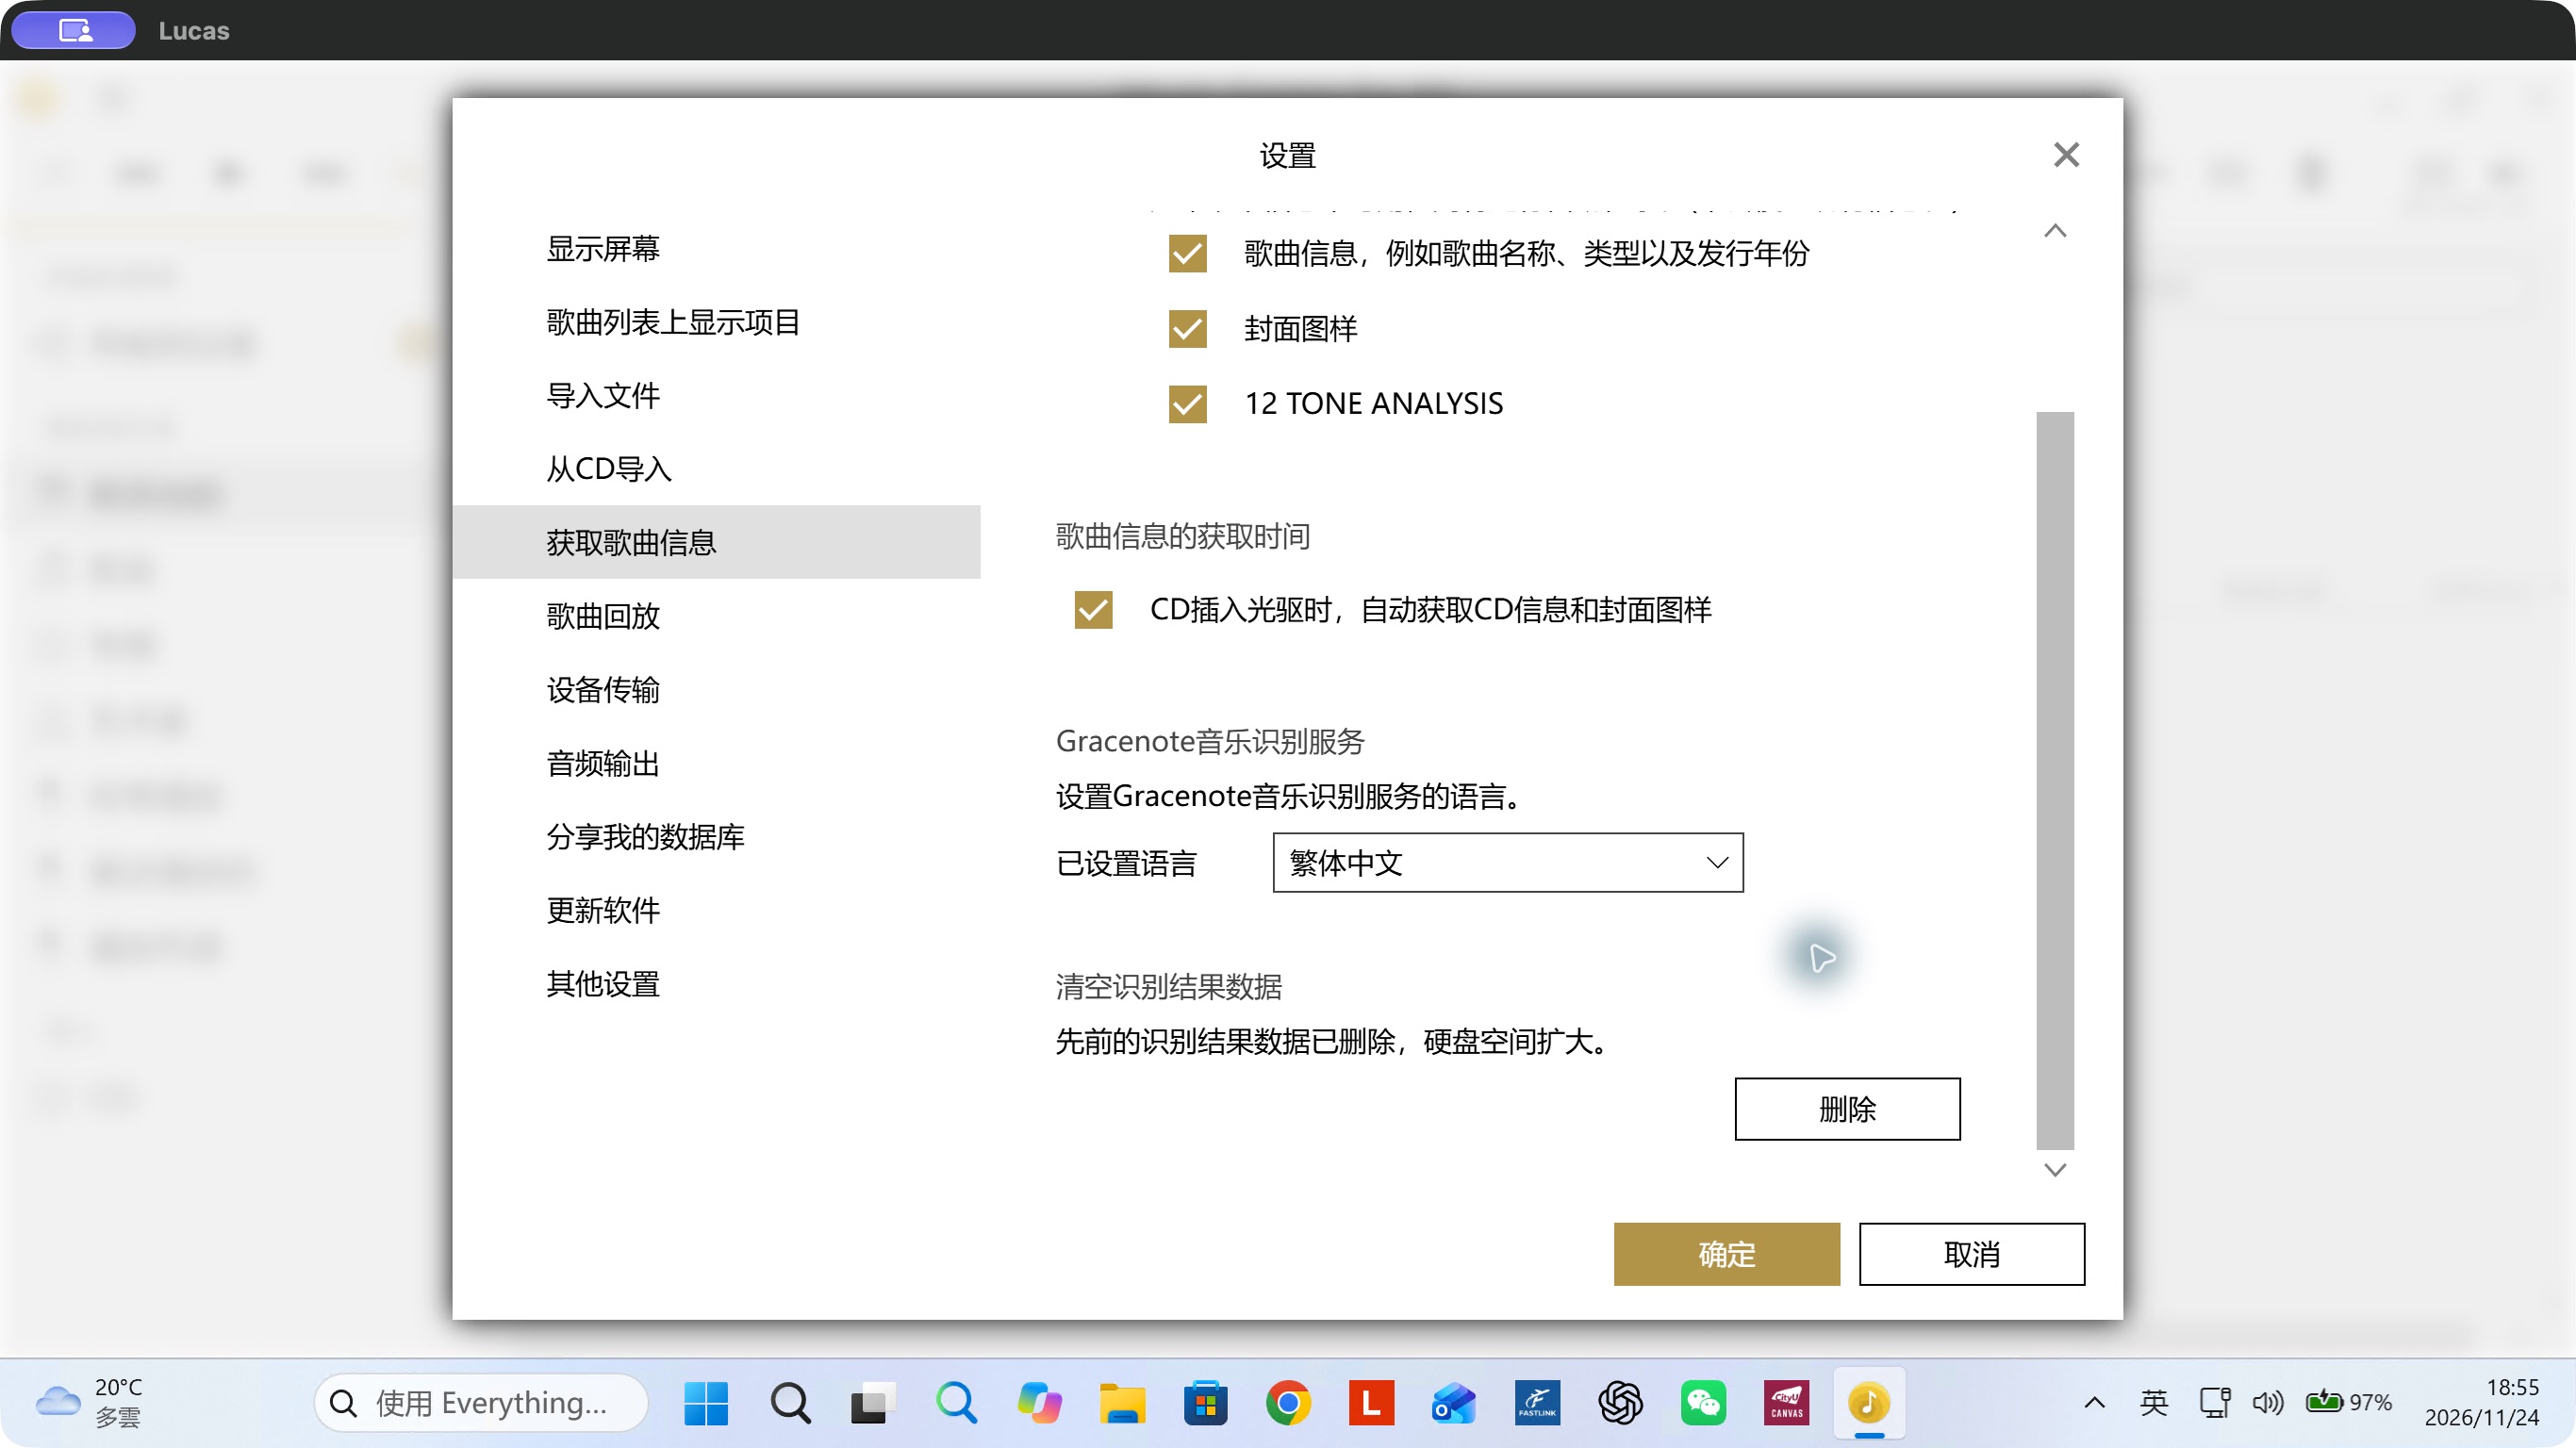 Lucas
设置
显示屏幕
歌曲列表上显示项目
导入文件
从CD导入
获取歌曲信息
歌曲回放
设备传输
音频输出
分享我的数据库
更新软件
其他设置
歌曲信息，例如歌曲名称、类型以及发行年份
封面图样
12 TONE ANALYSIS
歌曲信息的获取时间
CD插入光驱时，自动获取CD信息和封面图样
Gracenote音乐识别服务
设置Gracenote音乐识别服务的语言。
已设置语言 繁体中文
清空识别结果数据
先前的识别结果数据已删除，硬盘空间扩大。
删除
确定 取消
20°C
多雲
使用 Everything...
L
FASTLINK
CityU
CANVAS
英
97%
18:55
2026/11/24